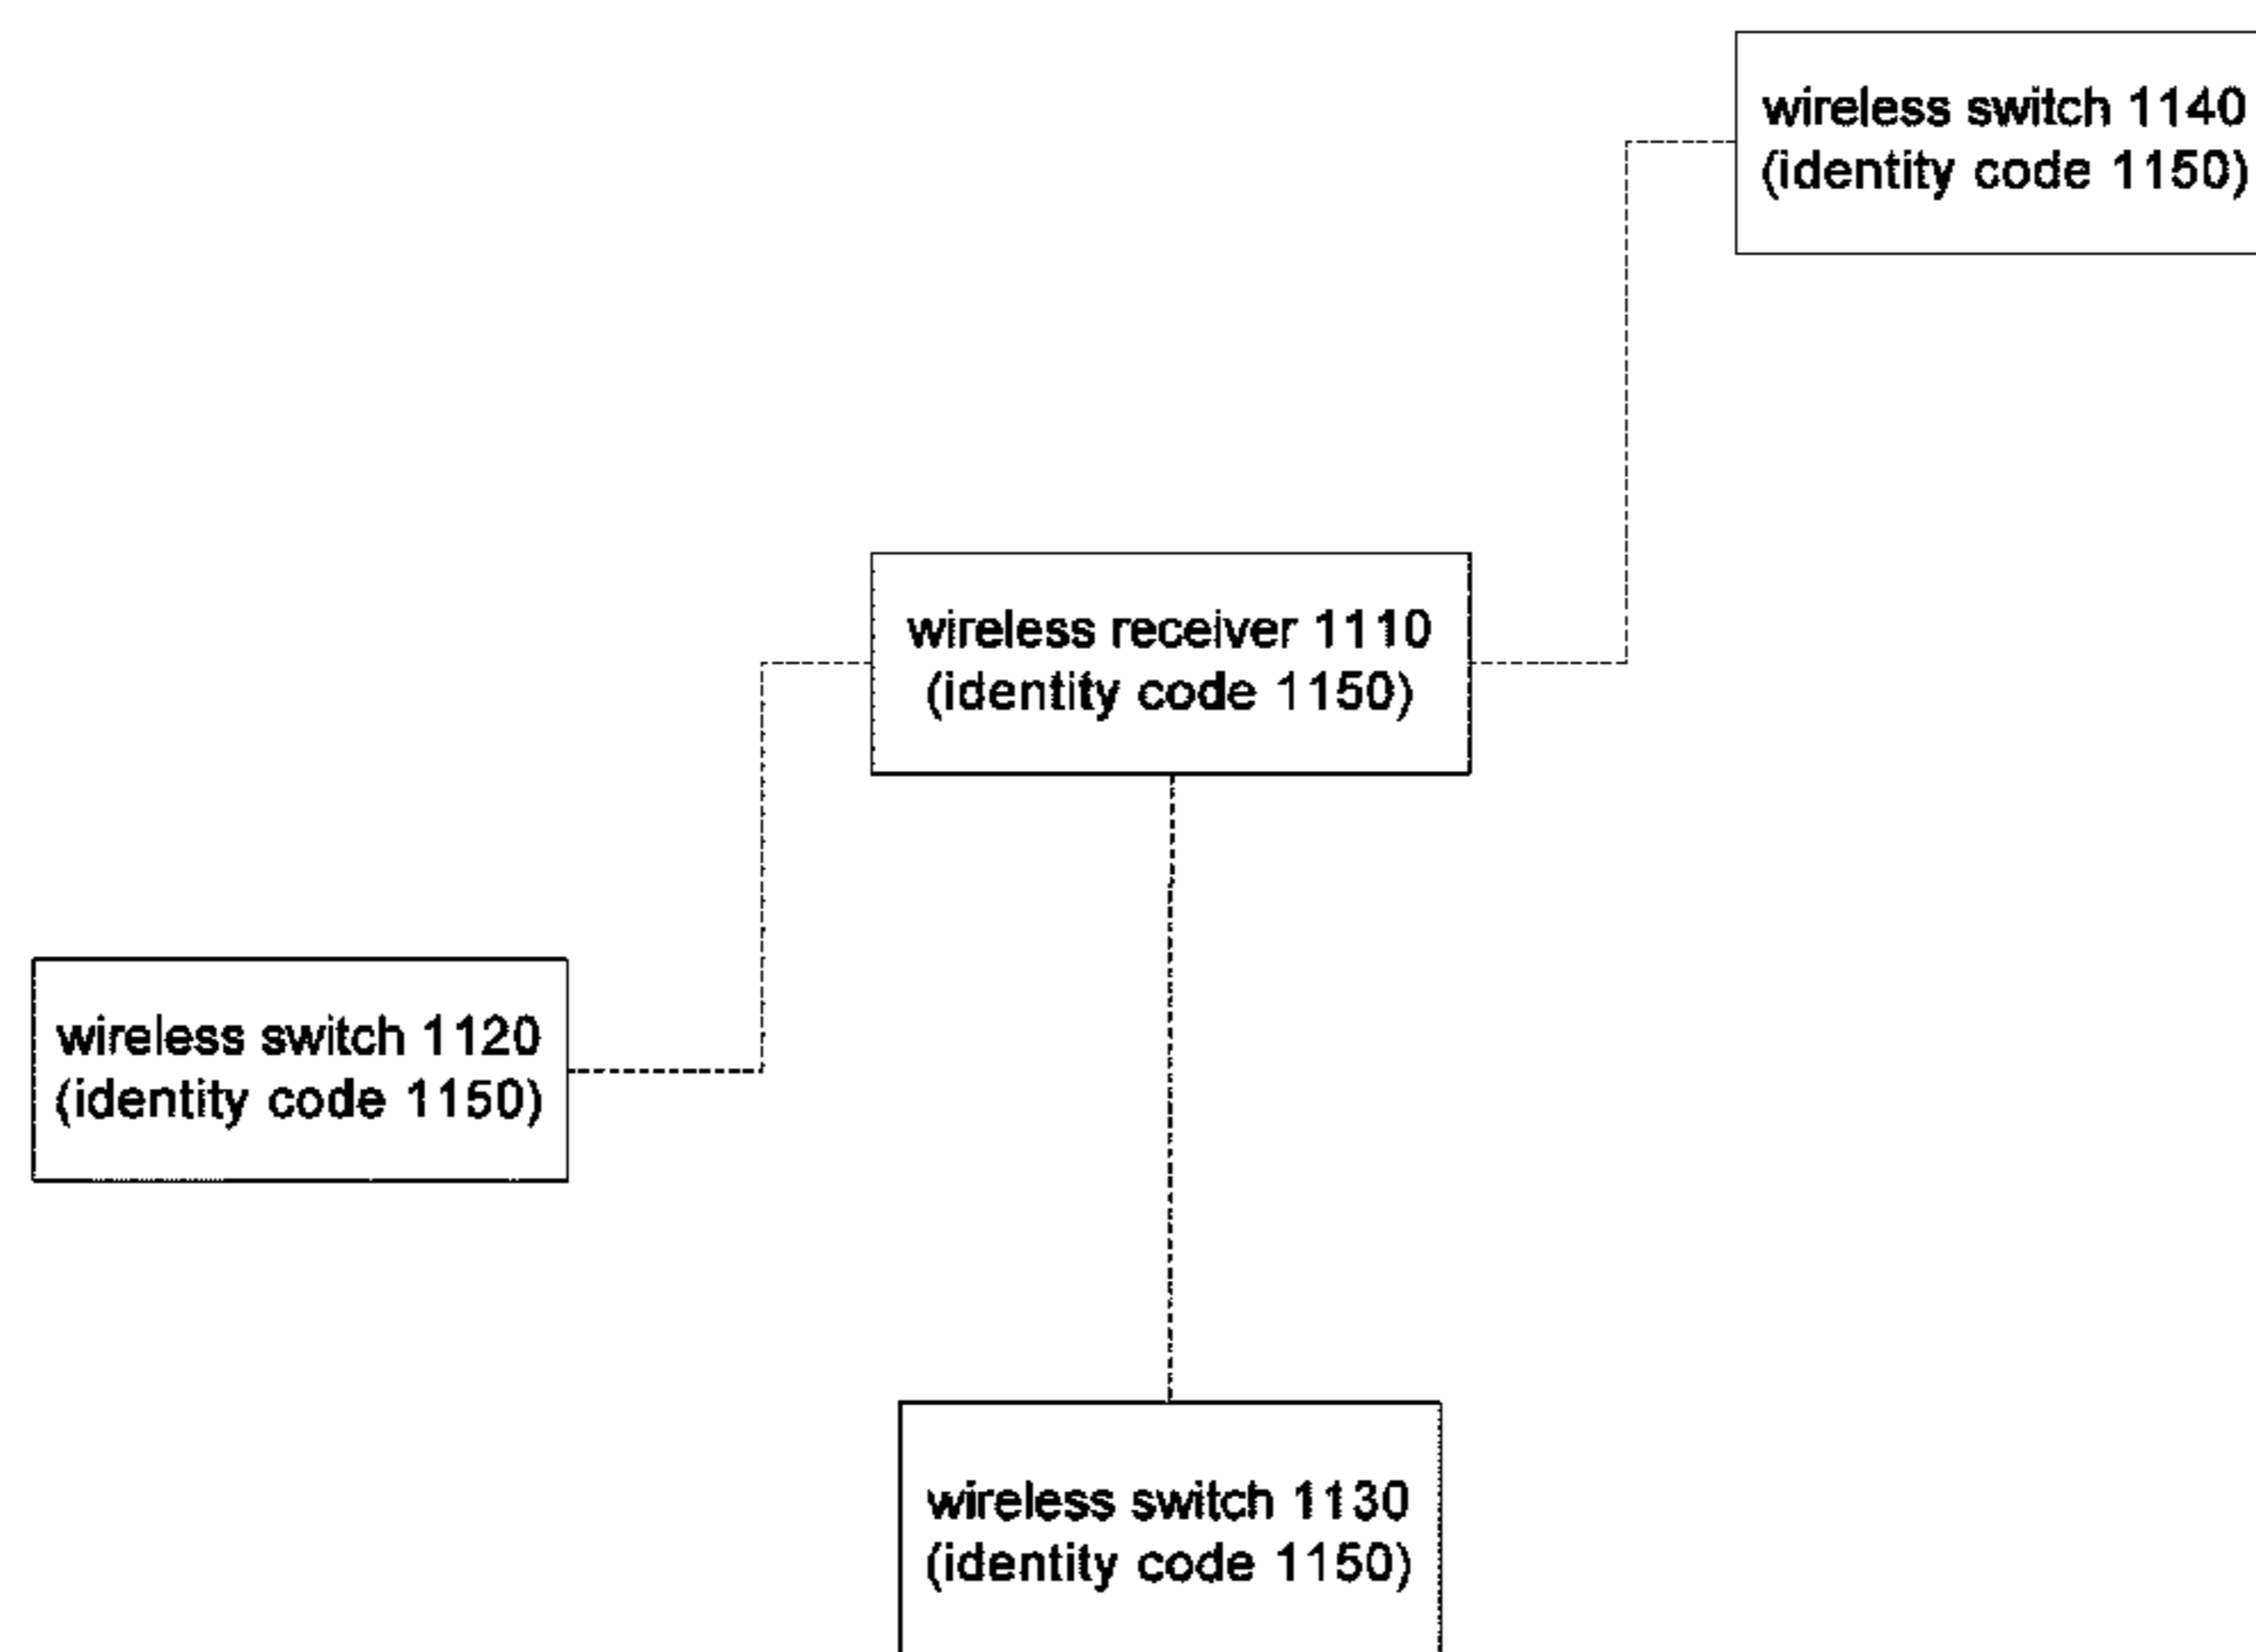 wireless switch 1140
(identity code 1150)
wireless receiver 1110
(identity code 1150)
wireless switch 1120
(identity code 1150)
wireless switch 1130
(identity code 1150)